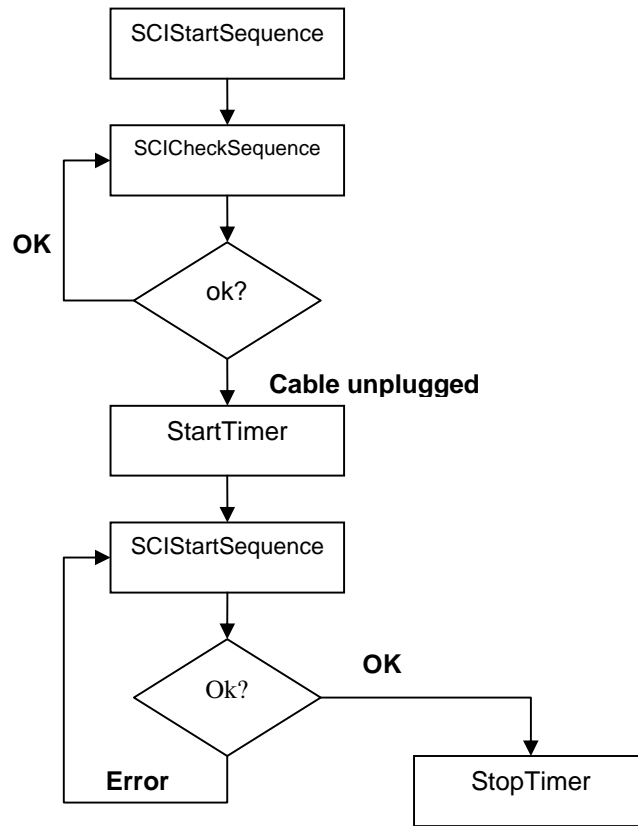 SCIStartSequence
SCICheckSequence
OK
ok?
Cable unplugged
StartTimer
SCIStartSequence
OK
Ok?
Error
StopTimer